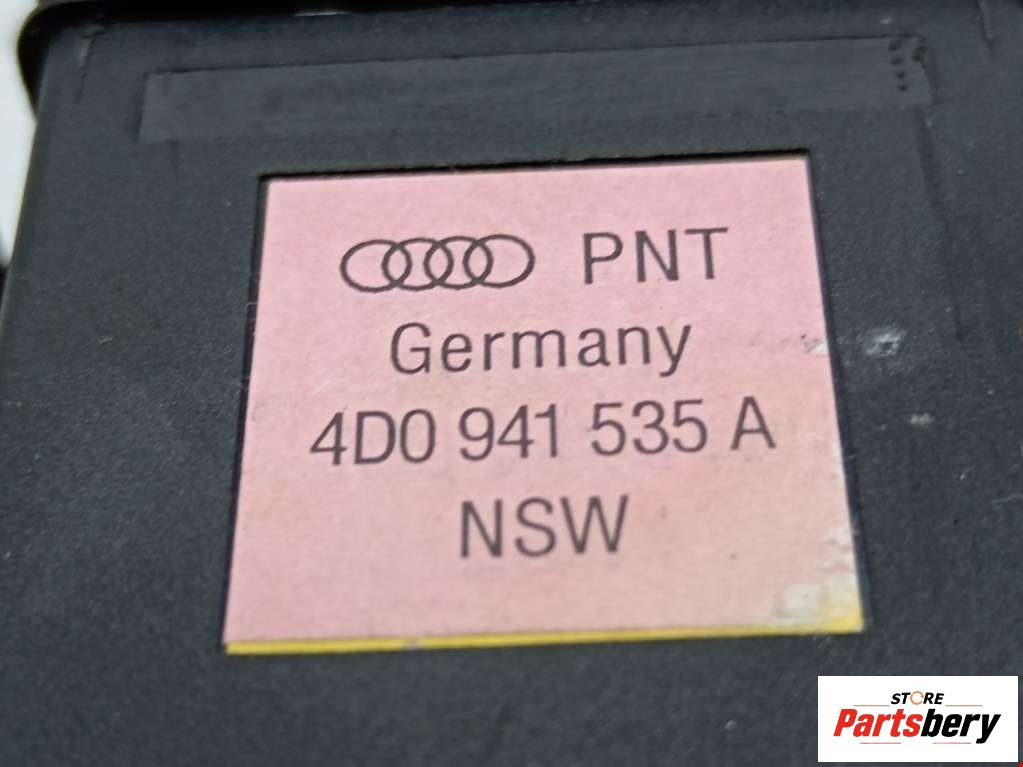 PNT
Germany
4D0 941 535 A
NSW
STORE
Partsbery